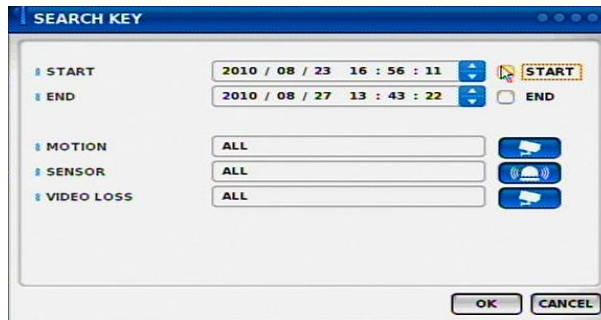 SEARCH KEY
START 2010 / 08 / 23 16 : 56 : 11 START
END 2010 / 08 / 27 13 : 43 : 22 END
MOTION ALL
SENSOR ALL
VIDEO LOSS ALL
OK CANCEL